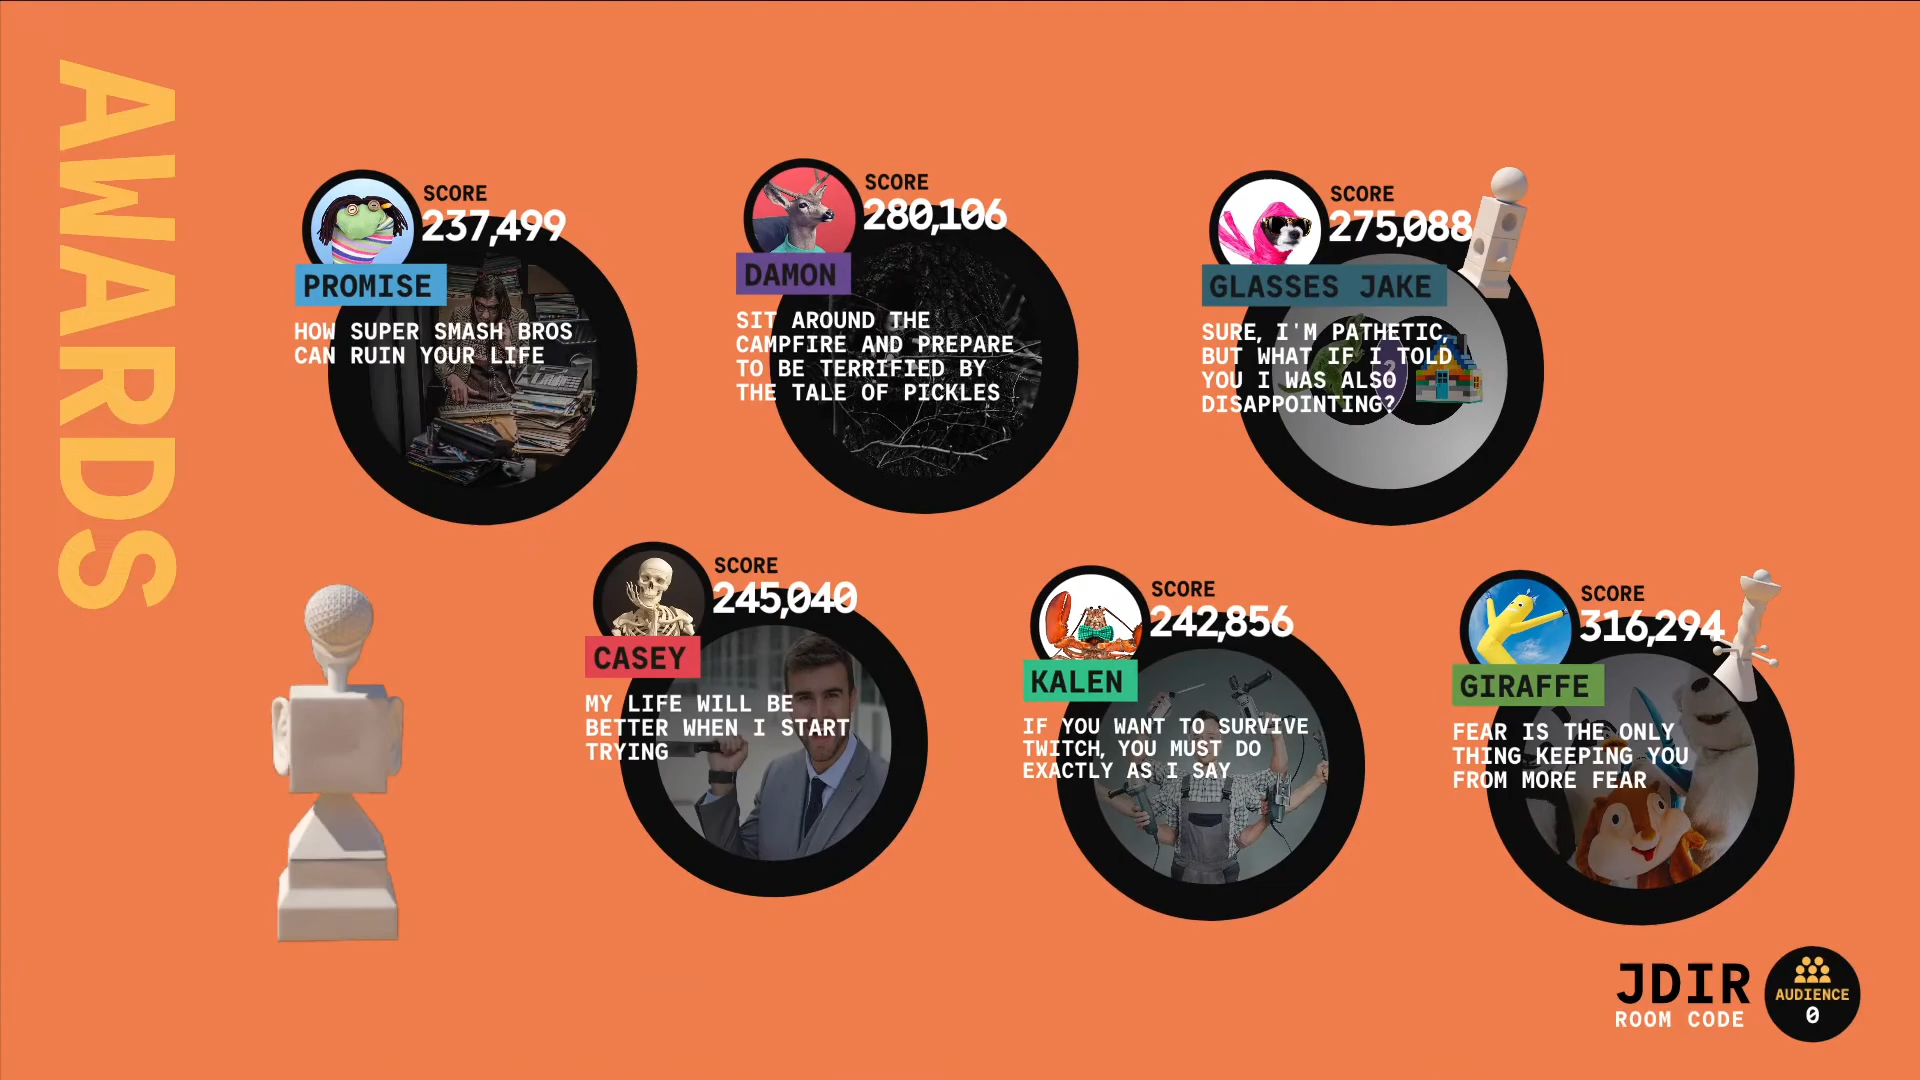 AWARDS
SCORE
237,499
PROMISE
HOW SUPER SMASH BROS
CAN RUIN YOUR LIFE
SCORE
280,106
DAMON
SIT AROUND THE
CAMPFIRE AND PREPARE
TO BE TERRIFIED BY
THE TALE OF PICKLES
SCORE
275,088
GLASSES JAKE
SURE, I'M PATHETIC,
BUT WHAT IF I TOLD
YOU I WAS ALSO
DISAPPOINTING?
2
SCORE
245,040
CASEY
MY LIFE WILL BE
BETTER WHEN I START
TRYING
SCORE
242,856
KALEN
IF YOU WANT TO SURVIVE
TWITCH, YOU MUST DO
EXACTLY AS I SAY
SCORE
316,294
GIRAFFE
FEAR IS THE ONLY
THING KEEPING YOU
FROM MORE FEAR
JDIR
ROOM CODE
AUDIENCE
0